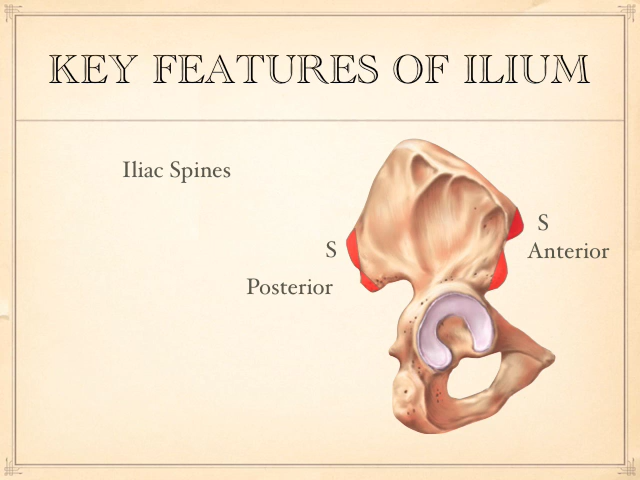 KEY FEATURES OF ILIUM
Iliac Spines
S
Anterior
S
Posterior